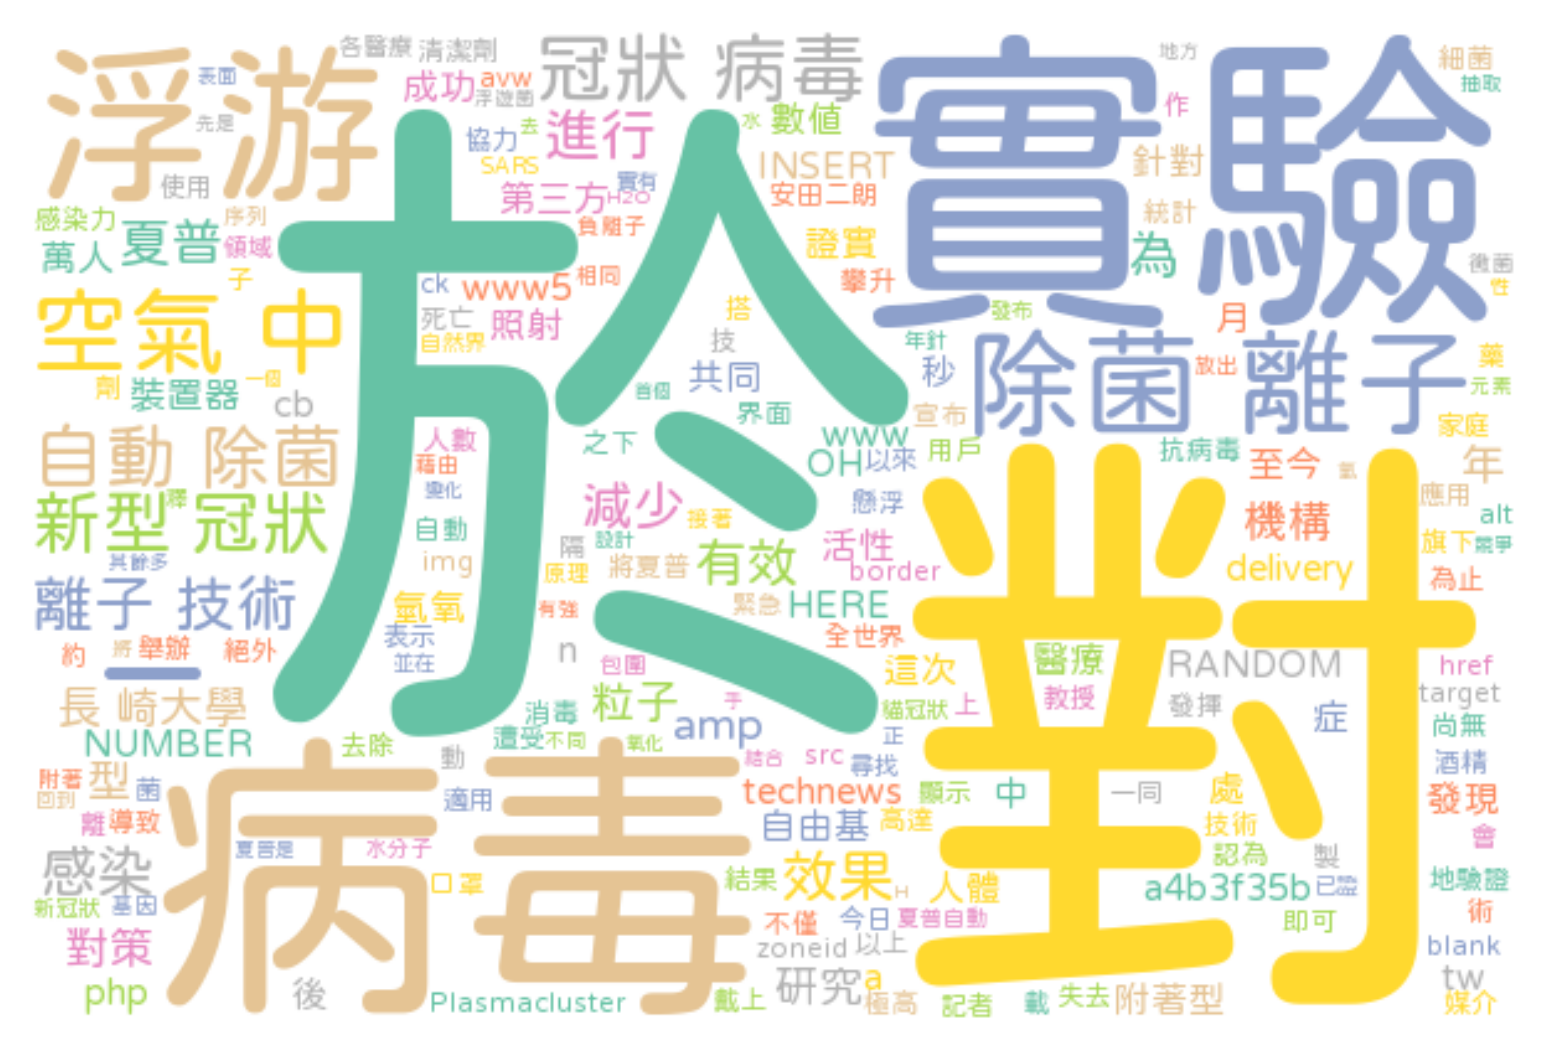 浮游
表面
各醫療
清潔劑
成功
avw
浮遊菌
冠狀 病毒
實驗
地方
細菌
抽取
作
先是
使用
協力
去
進行
水
數值
SARS
INSERT
針對
感染力
序列
第三方
實有
H2O
安田二朗
統計
萬人
夏普
領域
負離子
證實
為
黴菌
子
於
ck
www5
相同
攀升
性
空氣 中
死亡
照射
搭
發布
月
自然界
技
年針
除菌 離子
藥
劑
一個
裝置器
cb
首個
共同
秒
放出
元素
界面
宣布
家庭
自動 除菌
人數
之下
www
用戶
抗病毒
至今
氫
年
藉由
OH
以來
變化
減少
懸浮
應用
新型 冠狀
釋
自動
接著
機構
alt
對
設計
隔
活性
旗下
競爭
其餘多
img
原理
將夏普
有效
border
delivery
為止
離子 技術
氫氧
有強
緊急
HERE
表示
全世界
約
將
舉辦
絕外
並在
n
包圍
這次
醫療
RANDOM
href
一
教授
target
長 崎大學
粒子
手
貓冠狀
上
發揮
症
尚無
消毒
amp
NUMBER
去除
遭受
不同
氧化
正
動
結合
src
尋找
酒精
附著
型
菌
technews
顯示
中
一同
處
發現
回到
適用
病毒
離
導致
自由基
高達
技術
會
夏普是
水分子
認為
製
感染
口罩
結果
效果
H
人體
a4b3f35b
已證
地驗證
新冠狀
基因
不僅
今日
夏普自動
即可
術
對策
zoneid
以上
blank
php
後
研究
a
tw
Plasmacluster
戴上
極高
記者
載
失去
附著型
媒介